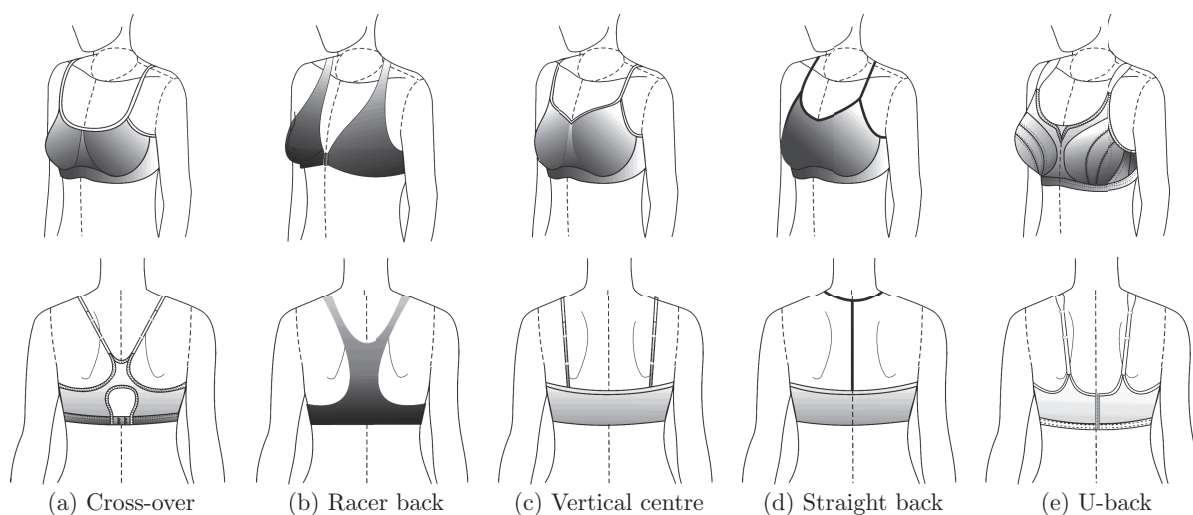 (a) Cross-over
(b) Racer back
(c) Vertical centre
(d) Straight back
(e) U-back